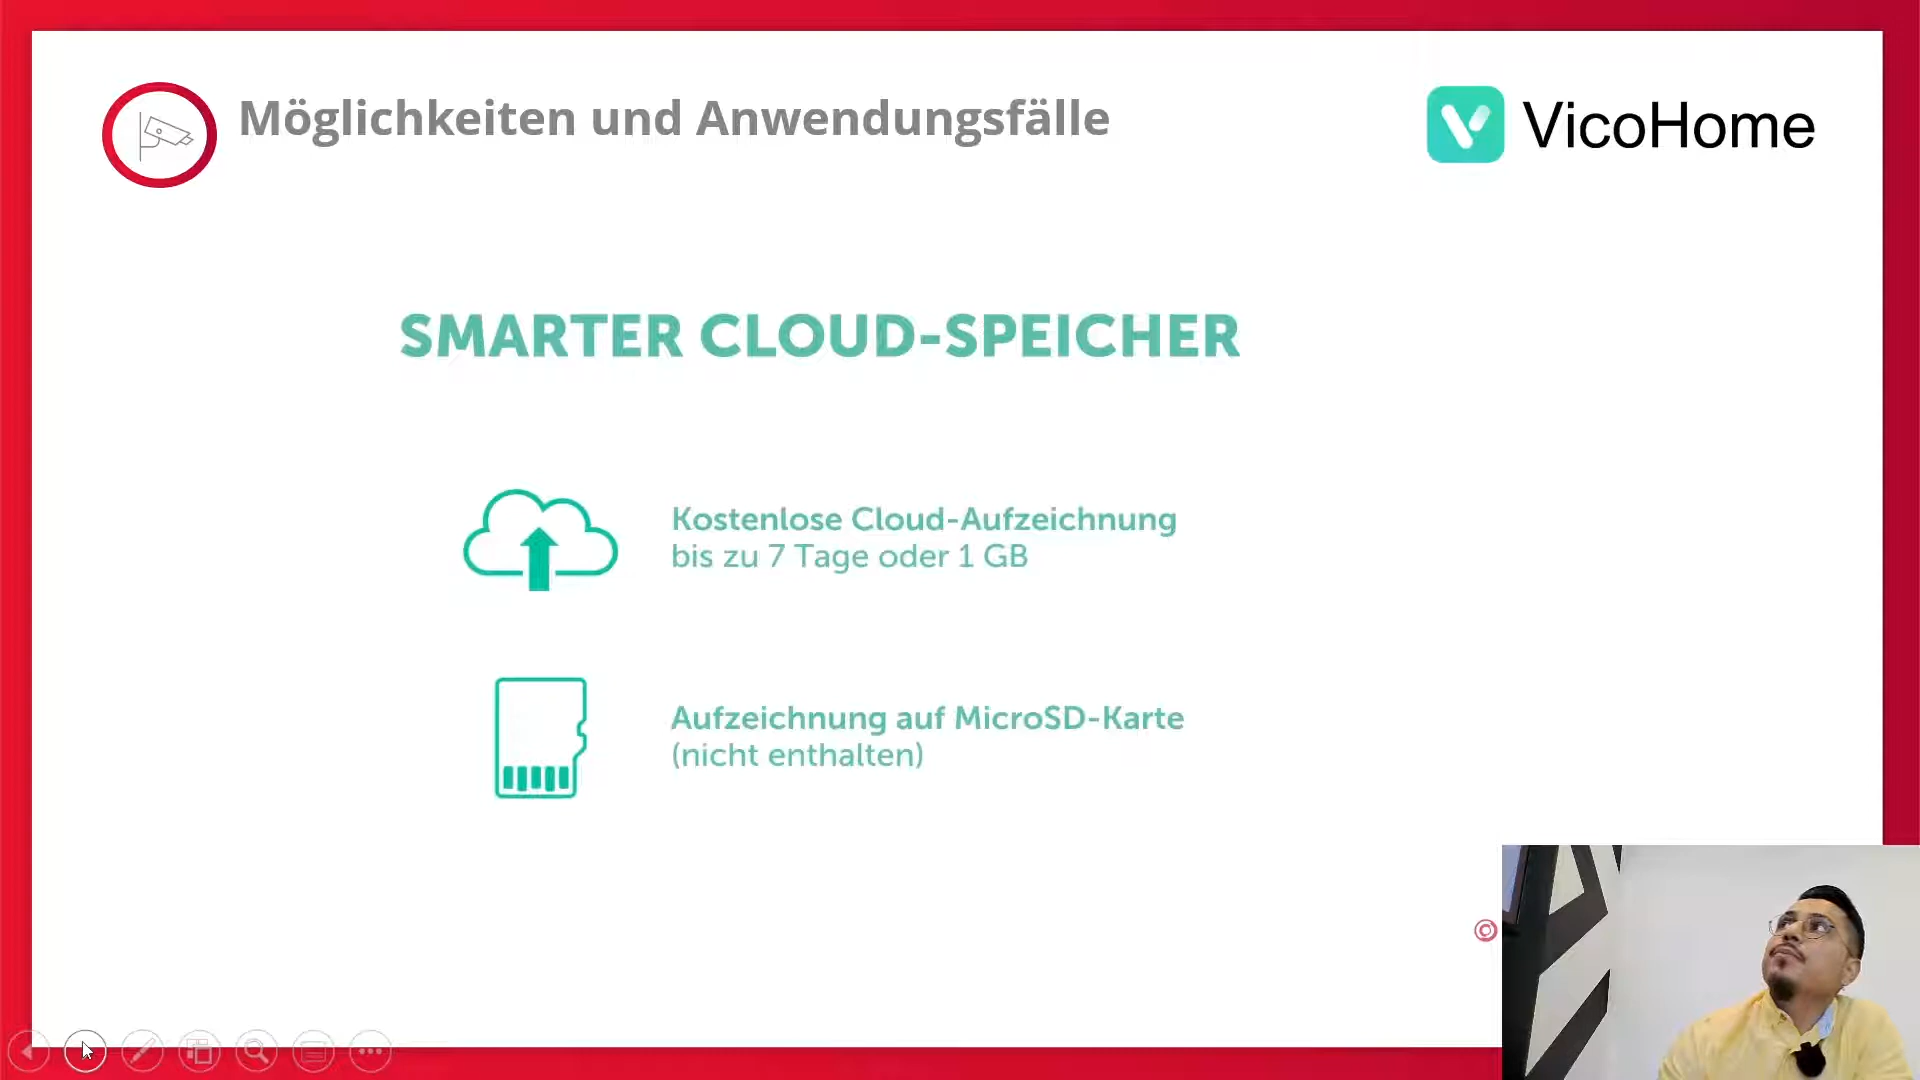 Möglichkeiten und Anwendungsfälle
VicoHome
SMARTER CLOUD-SPEICHER
Kostenlose Cloud-Aufzeichnung
bis zu 7 Tage oder 1 GB
Aufzeichnung auf MicroSD-Karte
(nicht enthalten)